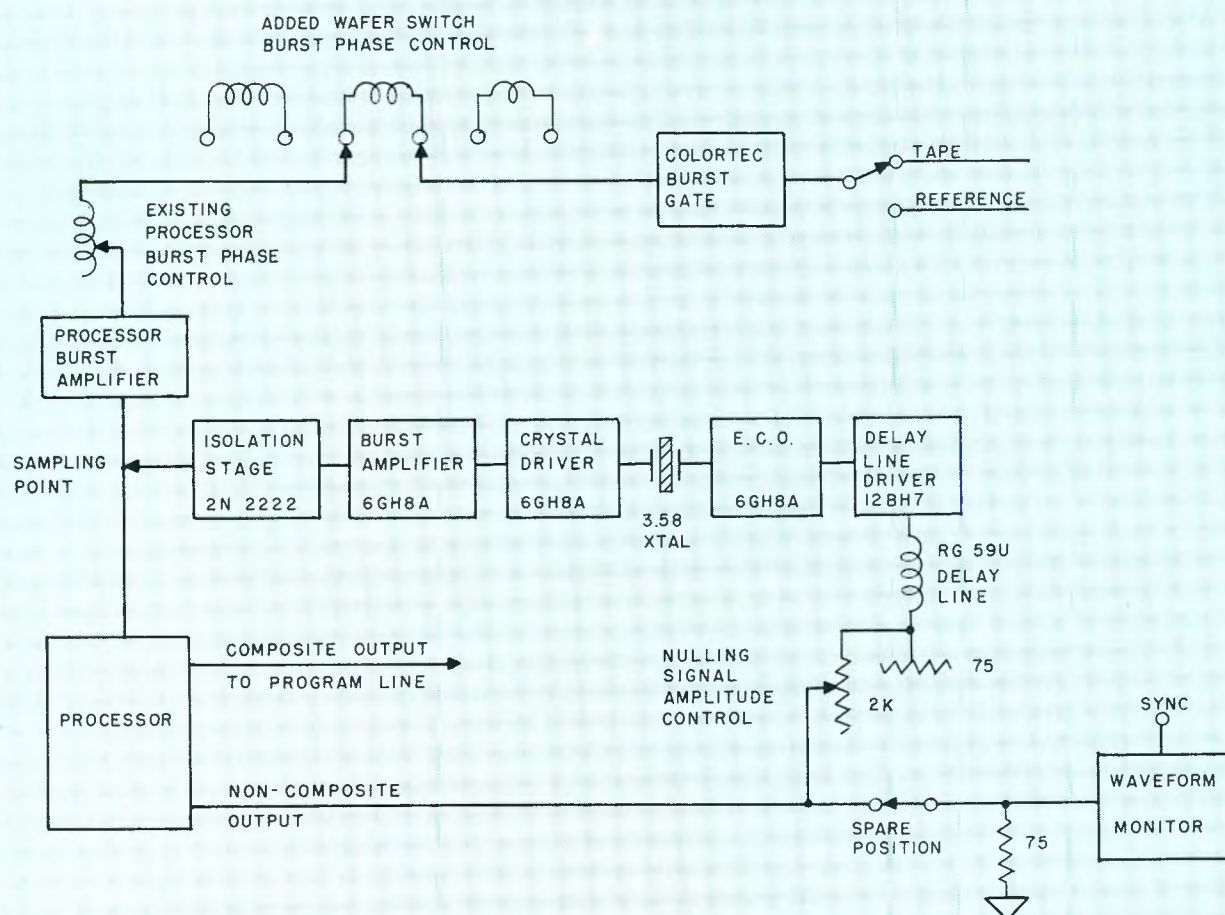 ADDED WAFER SWITCH
BURST PHASE CONTROL
COLORTEC
BURST
GATE
TAPE
REFERENCE
EXISTING
PROCESSOR
BURST PHASE
CONTROL
PROCESSOR
BURST
AMPLIFIER
SAMPLING
POINT
ISOLATION
STAGE
2N 2222
BURST
AMPLIFIER
6GH8A
CRYSTAL
DRIVER
6GH8A
3.58
XTAL
E.C.O.
6GH8A
DELAY
LINE
DRIVER
12BH7
RG 59U
DELAY
LINE
75
NULLING
SIGNAL
AMPLITUDE
CONTROL
2K
PROCESSOR
COMPOSITE OUTPUT
TO PROGRAM LINE
NON-COMPOSITE
OUTPUT
SPARE
POSITION
75
SYNC
WAVEFORM
MONITOR